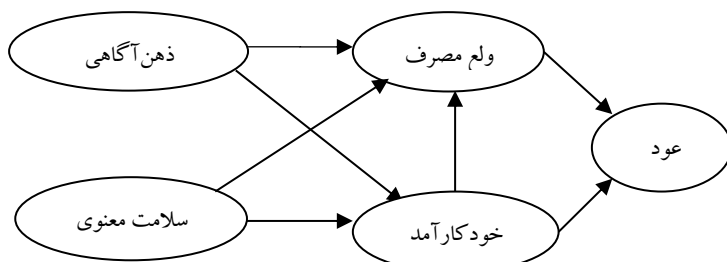 ذهن‌آگاهی
ولع مصرف
عود
سلامت معنوی
خودکارآمد